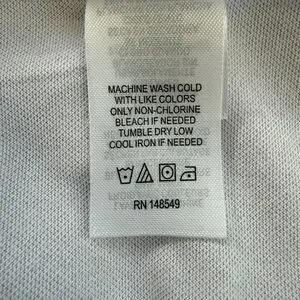 MACHINE WASH COLD
WITH LIKE COLORS
ONLY NON-CHLORINE
BLEACH IF NEEDED
TUMBLE DRY LOW
COOL IRON IF NEEDED
RN 148549